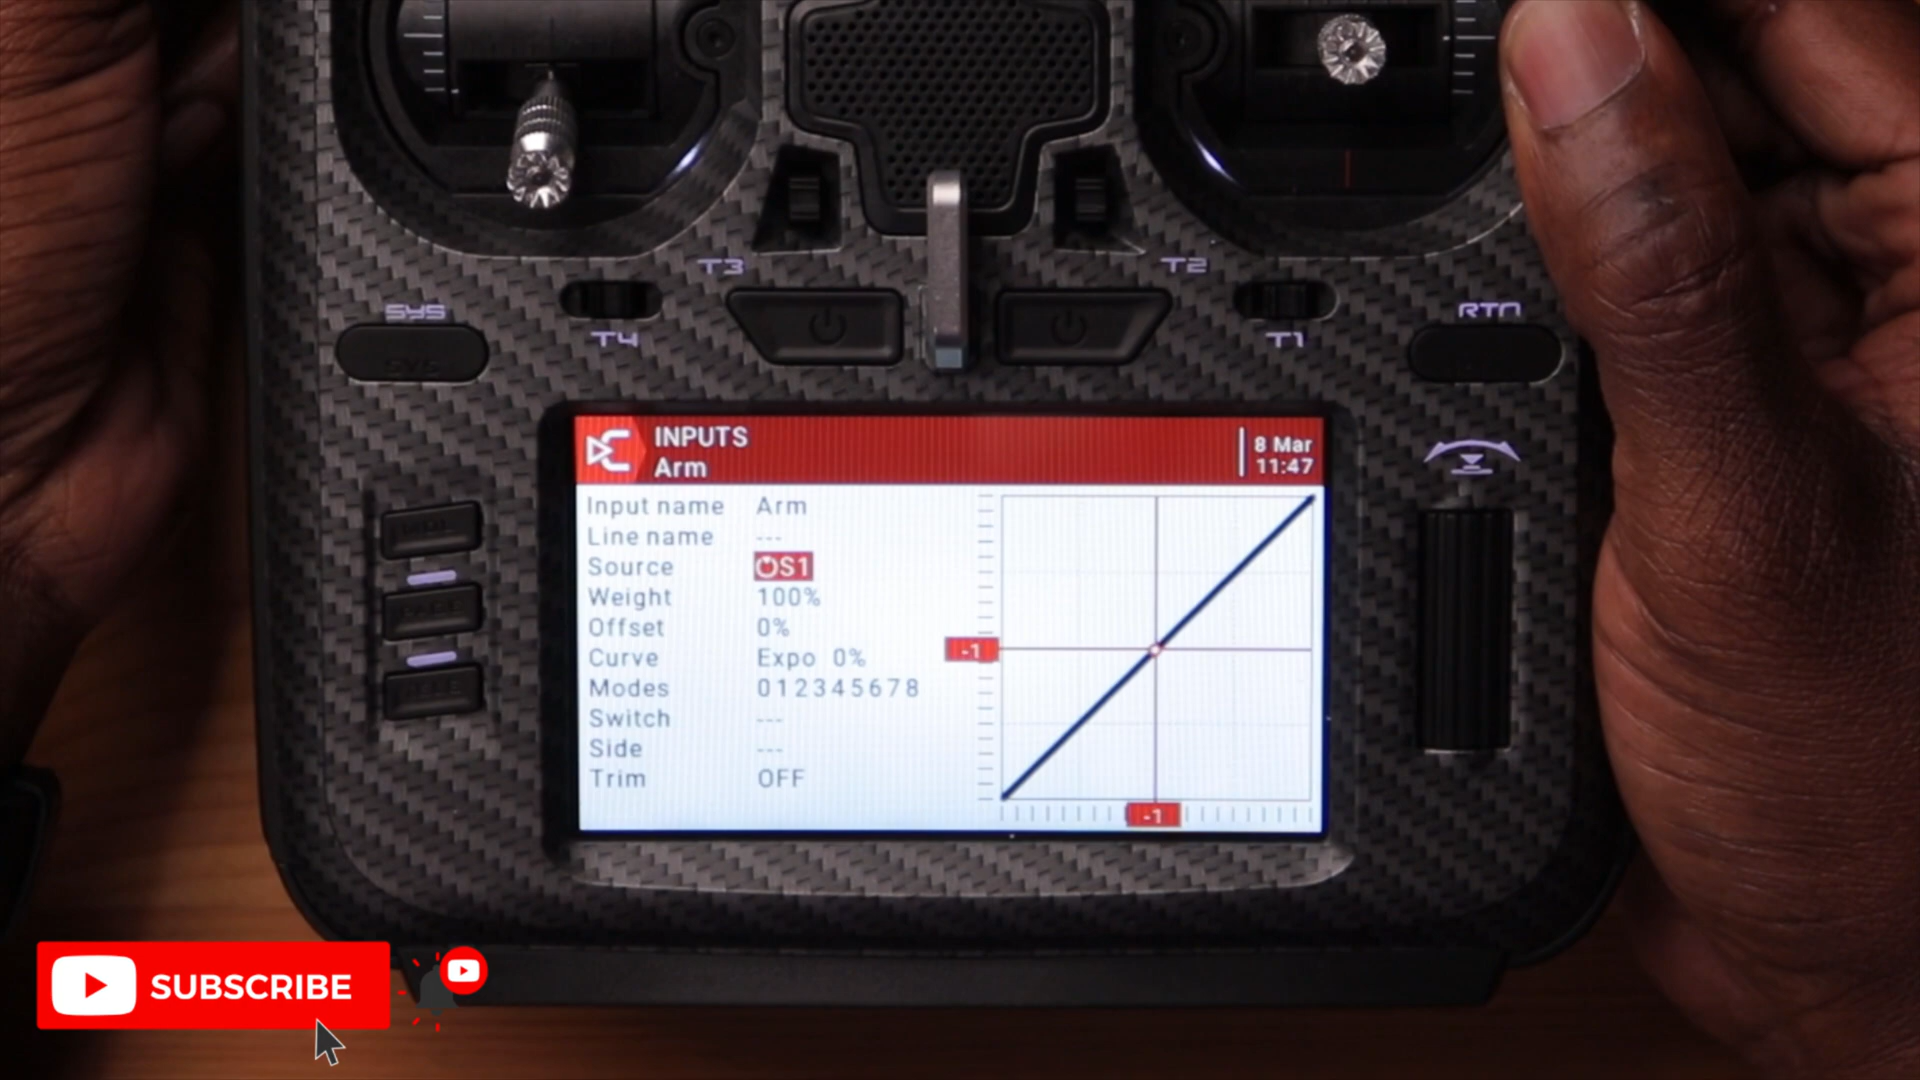 T3
T2
SYS
RTN
T4
T1
INPUTS
Arm
8 Mar
11:47
Input name Arm
Line name ---
Source S1
Weight 100%
Offset 0%
Curve Expo 0%
Modes 012345678
Switch ---
Side ---
Trim OFF
-1
-1
SUBSCRIBE